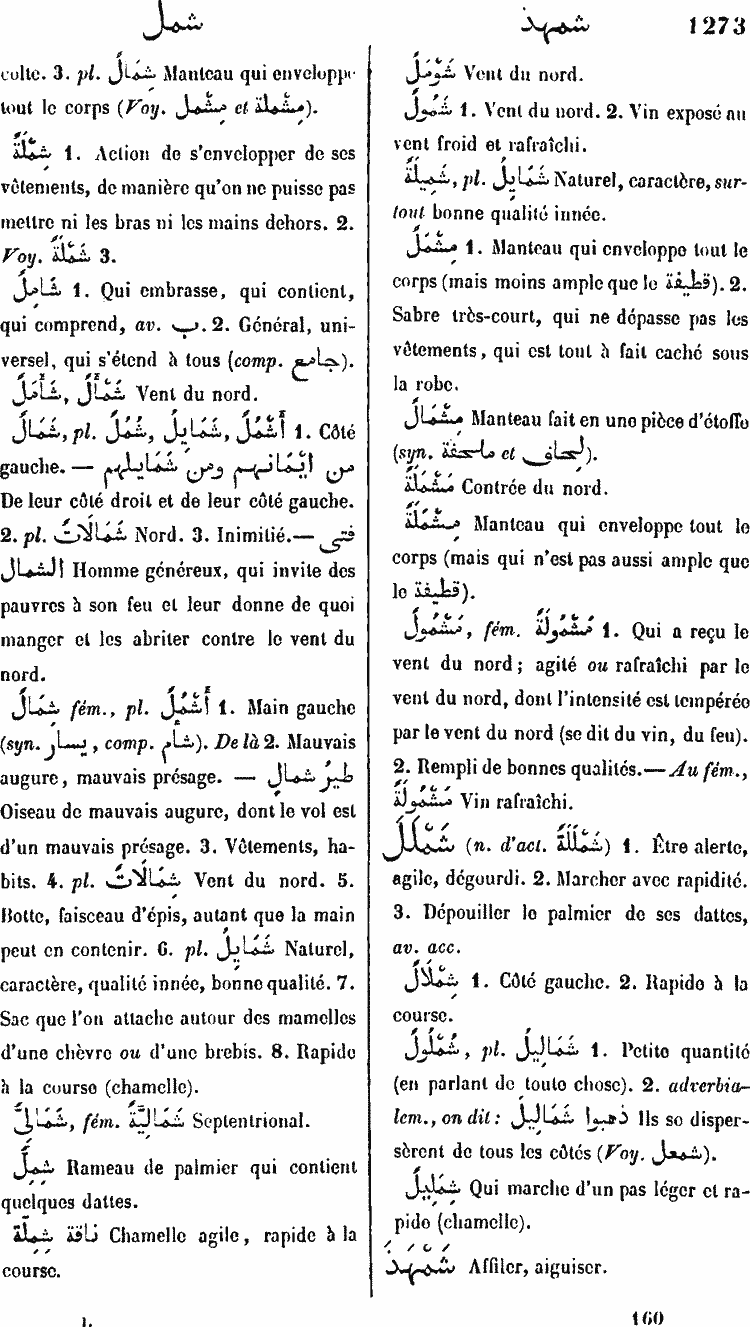 شمل شمهذ 1273
culte. 3. pl. شِمَالٌ Manteau qui enveloppe
tout le corps (Voy. مشمل et مشملة).
شِمْلَةٌ 1. Action de s'envelopper de ses
vêtements, de manière qu'on ne puisse pas
mettre ni les bras ni les mains dehors. 2.
Voy. شَمْلَةٌ 3.
شَامِلٌ 1. Qui embrasse, qui contient,
qui comprend, av. ب. 2. Général, uni-
versel, qui s'étend à tous (comp. جامع).
شَأْمَلٌ, شَمْأَلٌ Vent du nord.
شَمَالٌ, pl. شُمُلٌ, شَمَايِلُ, أَشْمُلٌ 1. Côté
gauche. — من ايْمَانهم ومن شَمَايلهم
De leur côté droit et de leur côté gauche.
2. pl. شَمَالَاتٌ Nord. 3. Inimitié.— فتى
الشمال Homme généreux, qui invite des
pauvres à son feu et leur donne de quoi
manger et les abriter contre le vent du
nord.
شِمَالٌ fém., pl. أَشْمُلٌ 1. Main gauche
(syn. يسار, comp. شأم). De là 2. Mauvais
augure, mauvais présage. — طيرُ شمالٍ
Oiseau de mauvais augure, dont le vol est
d'un mauvais présage. 3. Vêtements, ha-
bits. 4. pl. شِمَالَاتٌ Vent du nord. 5.
Botte, faisceau d'épis, autant que la main
peut en contenir. 6. pl. شَمَايِلُ Naturel,
caractère, qualité innée, bonne qualité. 7.
Sac que l'on attache autour des mamelles
d'une chèvre ou d'une brebis. 8. Rapide
à la course (chamelle).
شَمَالِيٌّ, fém. شَمَالِيَّةٌ Septentrional.
شِمِلٌّ Rameau de palmier qui contient
quelques dattes.
ناقة شِمِلّة Chamelle agile, rapide à la
course.
I.
شَوْمَلٌ Vent du nord.
شَمُولٌ 1. Vent du nord. 2. Vin exposé au
vent froid et rafraîchi.
شَمِيلَةٌ, pl. شَمَايِلُ Naturel, caractère, sur-
tout bonne qualité innée.
مِشْمَلٌ 1. Manteau qui enveloppe tout le
corps (mais moins ample que le قطيفة). 2.
Sabre très-court, qui ne dépasse pas les
vêtements, qui est tout à fait caché sous
la robe.
مِشْمَالٌ Manteau fait en une pièce d'étoffe
(syn. ملحفة et لحاف).
مَشْمَلَةٌ Contrée du nord.
مِشْمَلَةٌ Manteau qui enveloppe tout le
corps (mais qui n'est pas aussi ample que
le قطيفة).
مَشْمُولٌ, fém. مَشْمُولَةٌ 1. Qui a reçu le
vent du nord; agité ou rafraîchi par le
vent du nord, dont l'intensité est tempérée
par le vent du nord (se dit du vin, du feu).
2. Rempli de bonnes qualités.— Au fém.,
مَشْمُولَةٌ Vin rafraîchi.
شَمْلَلَ (n. d'act. شَمْلَلَةٌ) 1. Être alerte,
agile, dégourdi. 2. Marcher avec rapidité.
3. Dépouiller le palmier de ses dattes,
av. acc.
شِمْلَالٌ 1. Côté gauche. 2. Rapide à la
course.
شُمْلُولٌ, pl. شَمَالِيلُ 1. Petite quantité
(en parlant de toute chose). 2. adverbia-
lem., on dit: ذهبوا شَمَالِيلَ Ils se disper-
sèrent de tous les côtés (Voy. شمعل).
شِمْلِيلٌ Qui marche d'un pas léger et ra-
pide (chamelle).
شَمْهَذَ Affiler, aiguiser.
160